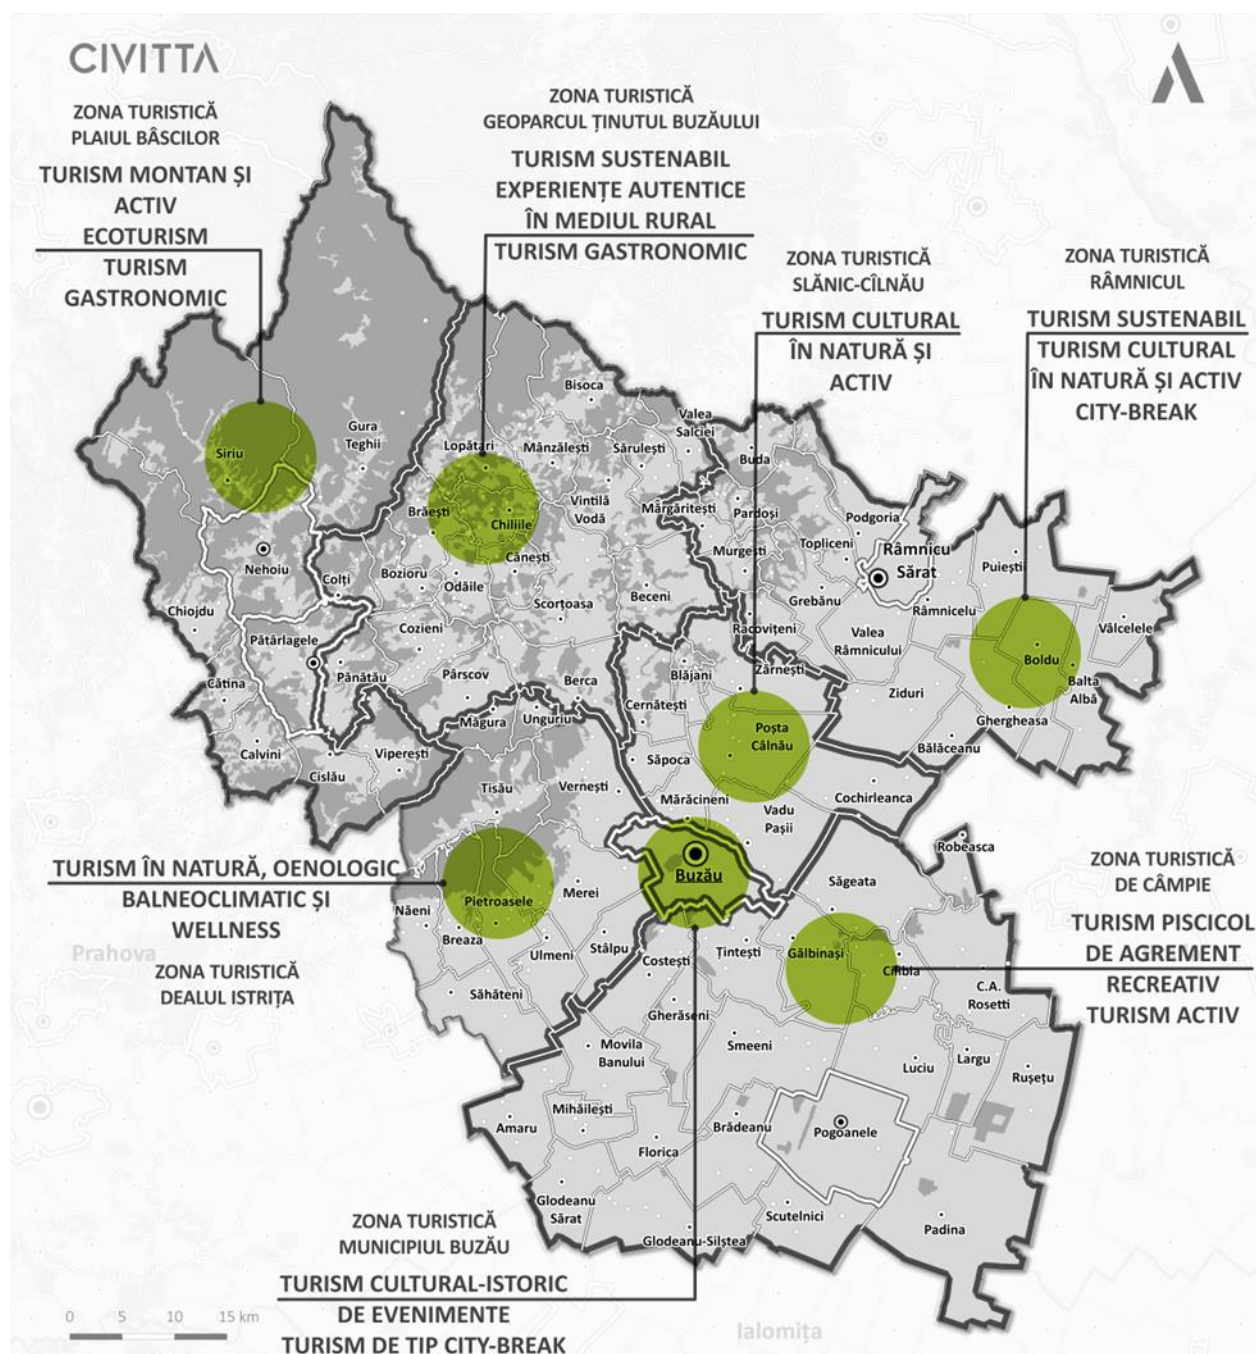 CIVITTA
ZONA TURISTICĂ
PLAIUL BÂSCILOR
TURISM MONTAN ȘI
ACTIV
ECOTURISM
TURISM
GASTRONOMIC
ZONA TURISTICĂ
GEOPARCUL ȚINUTUL BUZĂULUI
TURISM SUSTENABIL
EXPERIENȚE AUTENTICE
ÎN MEDIUL RURAL
TURISM GASTRONOMIC
ZONA TURISTICĂ
SLĂNIC-CÎLNĂU
TURISM CULTURAL
ÎN NATURĂ ȘI
ACTIV
ZONA TURISTICĂ
RÂMNICUL
TURISM SUSTENABIL
TURISM CULTURAL
ÎN NATURĂ ȘI ACTIV
CITY-BREAK
Bisoca
Valea
Salciei
Gura
Teghii
Siriu
Lopătari
Mânzălești
Sărulești
Buda
Brăești
Chiliile
Vintilă
Vodă
Mărgăritești
Pardoși
Podgoria
Topliceni
Râmnicu
Sărat
Puiești
Murgești
Nehoiu
Colți
Bozioru
Cănești
Odăile
Scorțoasa
Beceni
Grebănu
Râmnicelu
Chiojdu
Racovițeni
Valea
Râmnicului
Vâlcelele
Pătârlagele
Cozieni
Boldu
Balta
Albă
Pănătău
Pârscov
Blăjani
Zărnești
Cătina
Berca
Cernătești
Ziduri
Ghergheasa
Măgura
Unguriu
Poșta
Câlnău
Bălăceanu
Calvini
Viperești
Cislău
Săpoca
Tisău
Vernești
Mărăcineni
Vadu
Pașii
Cochirleanca
Robeasca
TURISM ÎN NATURĂ, OENOLOGIC
BALNEOCLIMATIC ȘI
WELLNESS
ZONA TURISTICĂ
DEALUL ISTRIȚA
Buzău
Merei
Săgeata
Pietroasele
Năeni
Breaza
Ulmeni
Stâlpu
Costești
Țintești
Gălbinași
Cilibia
C.A.
Rosetti
ZONA TURISTICĂ
DE CÂMPIE
TURISM PISCICOL
DE AGREMENT
RECREATIV
TURISM ACTIV
Prahova
Săhăteni
Gherăseni
Movila
Banului
Smeeni
Luciu
Largu
Rușețu
Mihăilești
Amaru
Brădeanu
Pogoanele
Florica
Glodeanu
Sărat
Scutelnici
Padina
Glodeanu-Siliștea
ZONA TURISTICĂ
MUNICIPIUL BUZĂU
TURISM CULTURAL-ISTORIC
DE EVENIMENTE
TURISM DE TIP CITY-BREAK
0 5 10 15 km
Ialomița